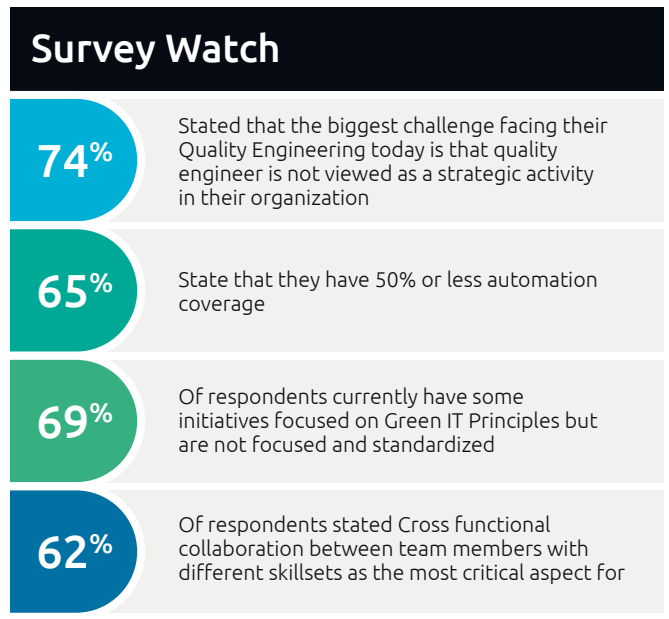 Survey Watch
74%
Stated that the biggest challenge facing their
Quality Engineering today is that quality
engineer is not viewed as a strategic activity
in their organization
65%
State that they have 50% or less automation
coverage
69%
Of respondents currently have some
initiatives focused on Green IT Principles but
are not focused and standardized
62%
Of respondents stated Cross functional
collaboration between team members with
different skillsets as the most critical aspect for